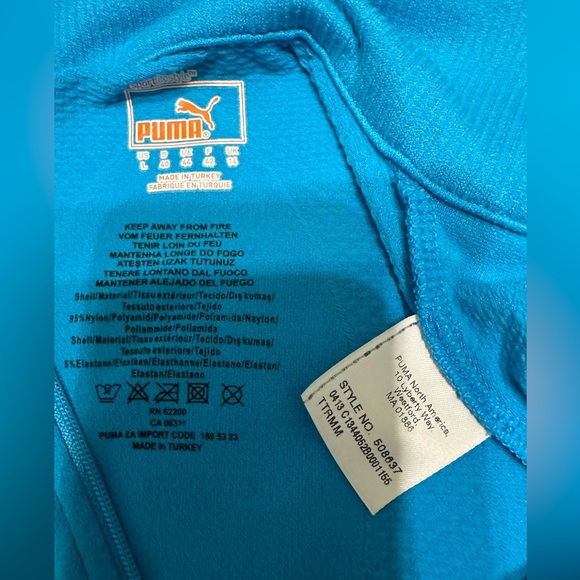 PUMA
US D I/E F UK
L 40 44 42 14
MADE IN TURKEY
FABRIQUE EN TURQUIE
KEEP AWAY FROM FIRE
VOM FEUER FERNHALTEN
TENIR LOIN DU FEU
MANTENHA LONGE DO FOGO
ATEŞTEN UZAK TUTUNUZ
TENERE LONTANO DAL FUOCO
MANTENER ALEJADO DEL FUEGO
Shell/Material/Tissu extérieur/Tecido/Dış kumaş/
Tessuto esteriore/Tejido
95%Nylon/Polyamid/Polyamide/Poliamida/Naylon/
Poliammide/Poliamida
Shell/Material/Tissu extérieur/Tecido/Dış kumaş/
Tessuto esteriore/Tejido
5%Elastane/Elasthan/Elasthanne/Elastano/Elastan/
Elastan/Elastano
RN 62200
CA 0631
PUMA ZA IMPORT CODE 189 53 23
MADE IN TURKEY
PUMA North America
10 Lyberty Way
Westford,
MA 01886
STYLE NO. 508637
0413 C1344052B0001165
TTRMM